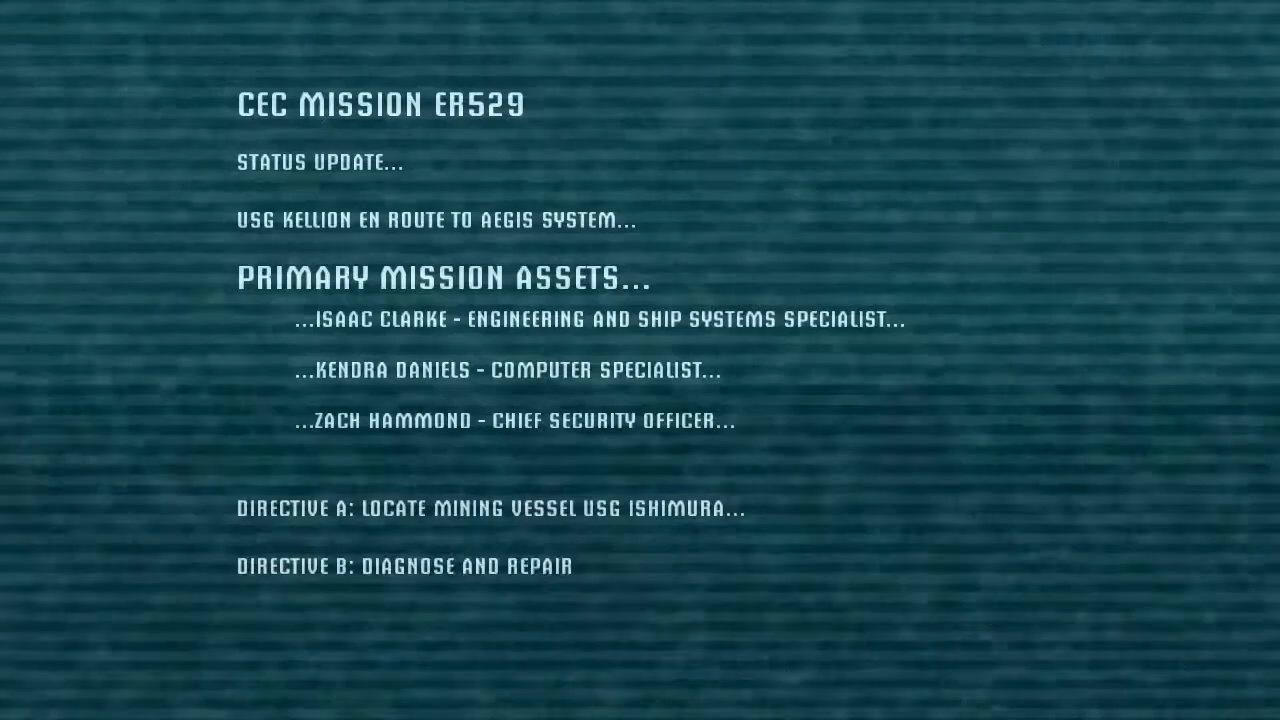 CEC MISSION ER529
STATUS UPDATE...
USG KELLION EN ROUTE TO AEGIS SYSTEM...
PRIMARY MISSION ASSETS...
...ISAAC CLARKE - ENGINEERING AND SHIP SYSTEMS SPECIALIST...
...KENDRA DANIELS - COMPUTER SPECIALIST...
...ZACH HAMMOND - CHIEF SECURITY OFFICER...
DIRECTIVE A: LOCATE MINING VESSEL USG ISHIMURA...
DIRECTIVE B: DIAGNOSE AND REPAIR